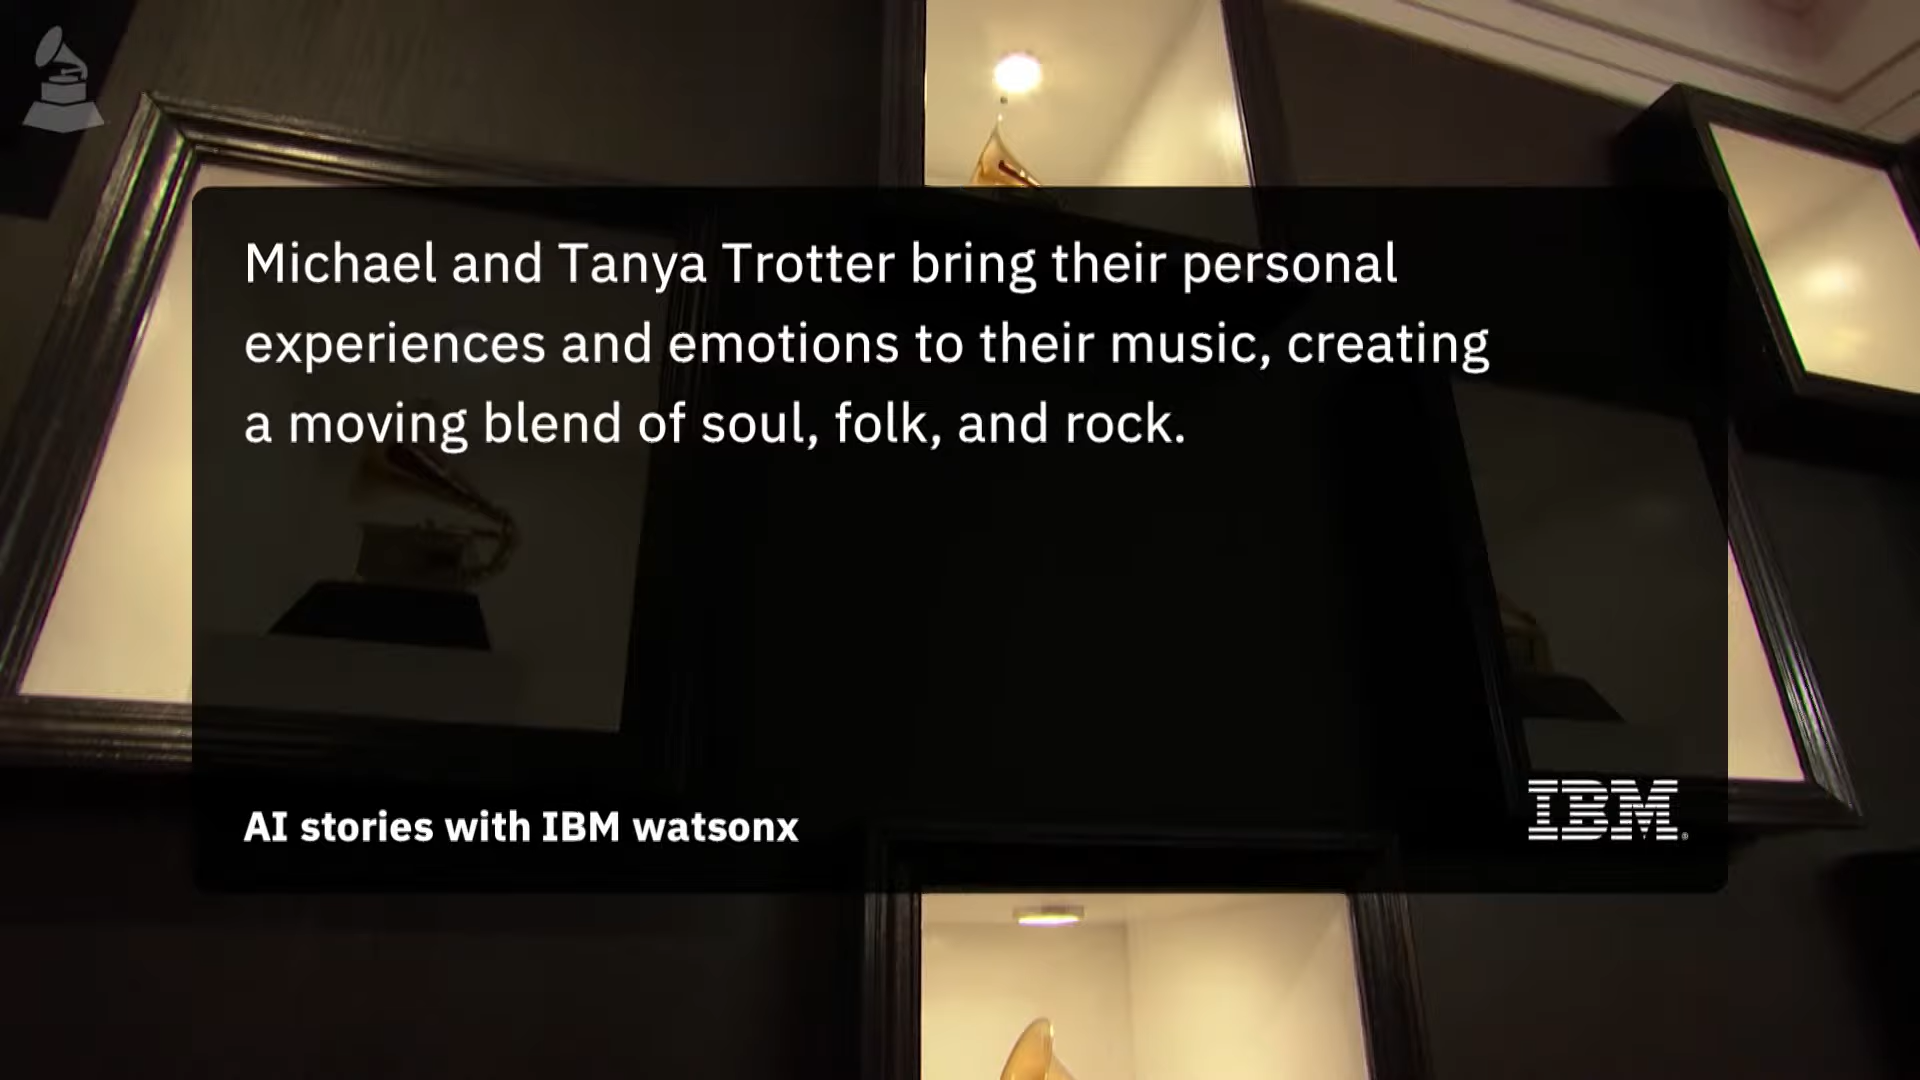 Michael and Tanya Trotter bring their personal
experiences and emotions to their music, creating
a moving blend of soul, folk, and rock.
AI stories with IBM watsonx
IBM®